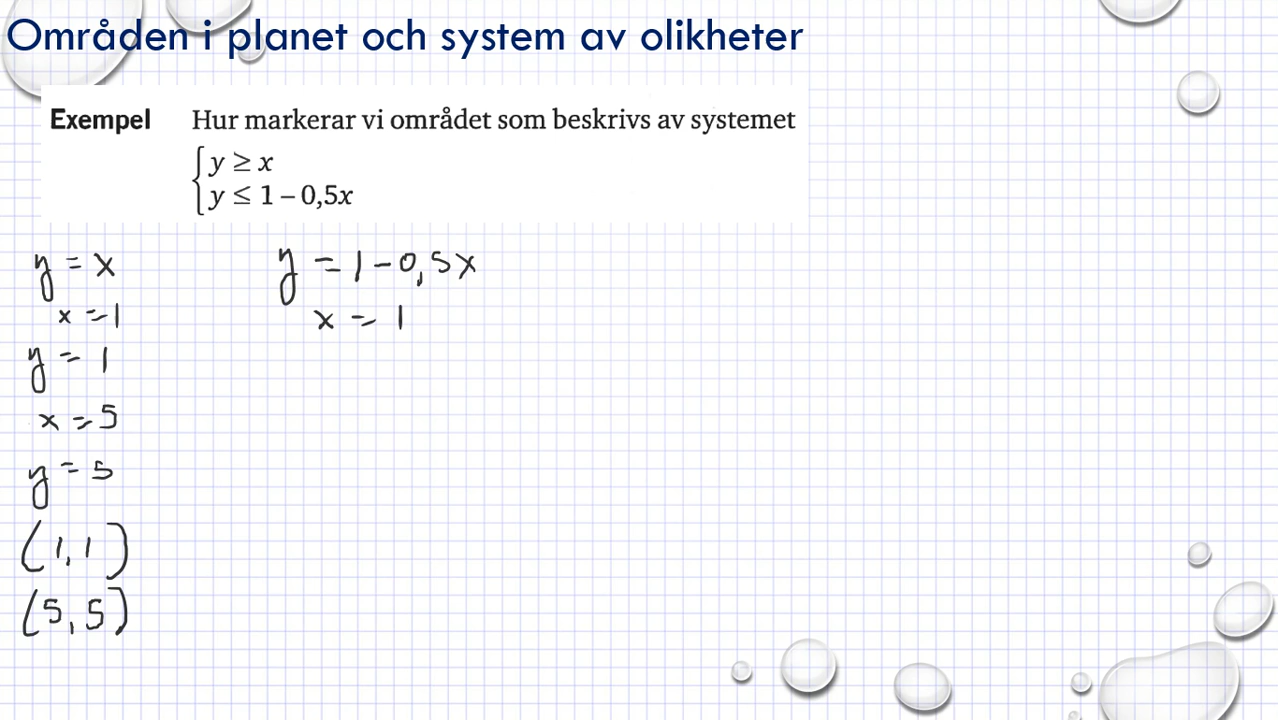 Områden i planet och system av olikheter
Exempel Hur markerar vi området som beskrivs av systemet
y ≥ x
y ≤ 1 – 0,5x
y = x
x = 1
y = 1
x = 5
y = 5
(1,1)
(5,5)
y = 1 - 0,5x
x = 1